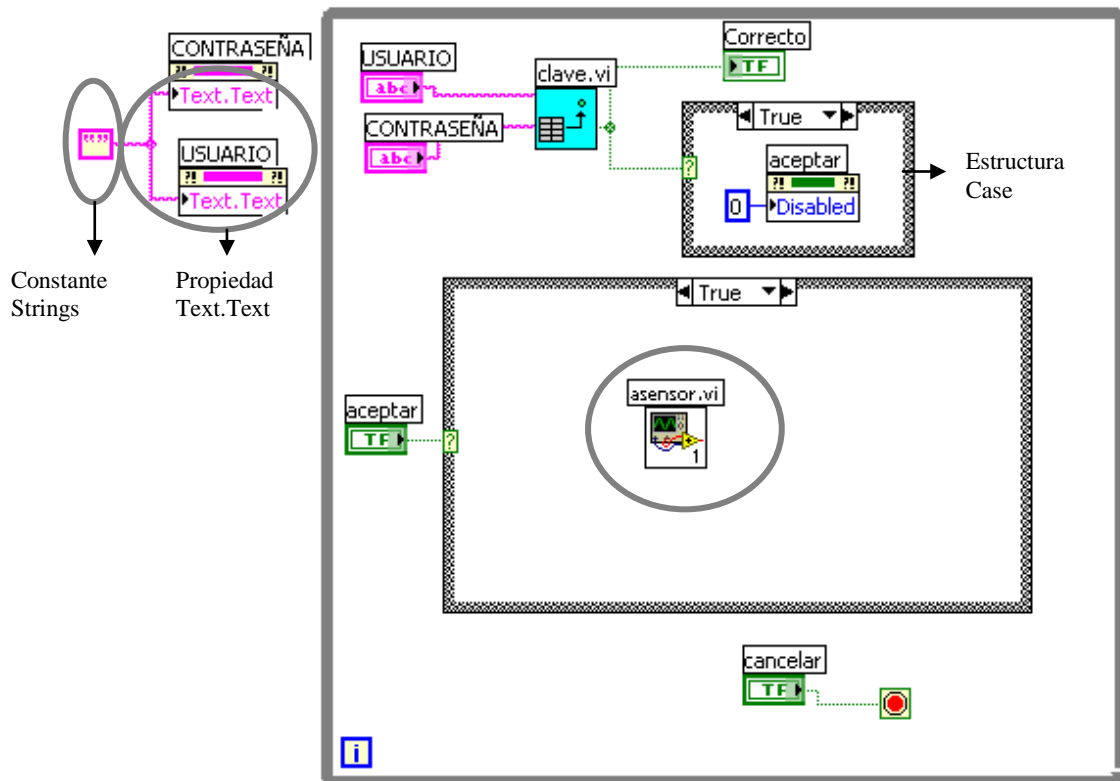 CONTRASEÑA
?! ?!
Text.Text
""
USUARIO
?! ?!
Text.Text
Constante
Strings
Propiedad
Text.Text
USUARIO
abc
CONTRASEÑA
abc
clave.vi
Correcto
TF
True
?
aceptar
?! ?!
0
Disabled
Estructura
Case
True
aceptar
TF
?
asensor.vi
1
cancelar
TF
i